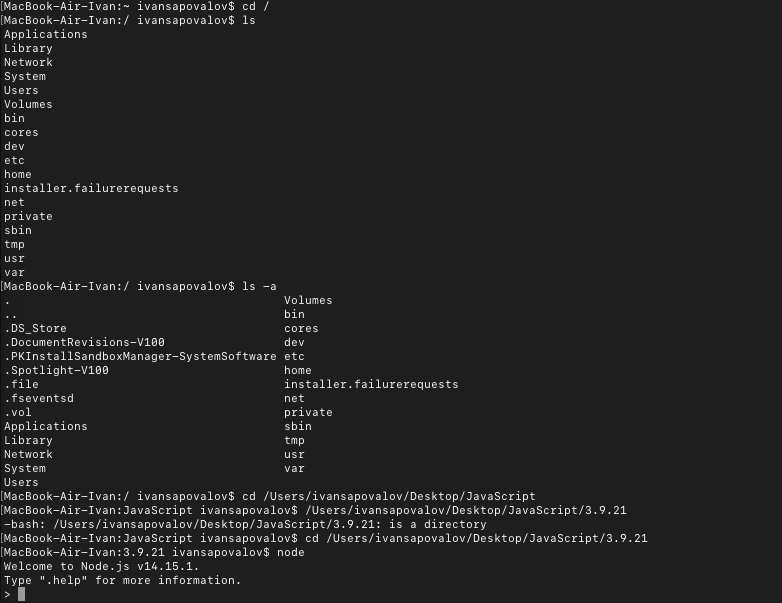 [MacBook-Air-Ivan:~ ivansapovalov$ cd /
[MacBook-Air-Ivan:/ ivansapovalov$ ls
Applications
Library
Network
System
Users
Volumes
bin
cores
dev
etc
home
installer.failurerequests
net
private
sbin
tmp
usr
var
[MacBook-Air-Ivan:/ ivansapovalov$ ls -a
. Volumes
.. bin
.DS_Store cores
.DocumentRevisions-V100 dev
.PKInstallSandboxManager-SystemSoftware etc
.Spotlight-V100 home
.file installer.failurerequests
.fseventsd net
.vol private
Applications sbin
Library tmp
Network usr
System var
Users
[MacBook-Air-Ivan:/ ivansapovalov$ cd /Users/ivansapovalov/Desktop/JavaScript
[MacBook-Air-Ivan:JavaScript ivansapovalov$ /Users/ivansapovalov/Desktop/JavaScript/3.9.21
-bash: /Users/ivansapovalov/Desktop/JavaScript/3.9.21: is a directory
[MacBook-Air-Ivan:JavaScript ivansapovalov$ cd /Users/ivansapovalov/Desktop/JavaScript/3.9.21
[MacBook-Air-Ivan:3.9.21 ivansapovalov$ node
Welcome to Node.js v14.15.1.
Type ".help" for more information.
>